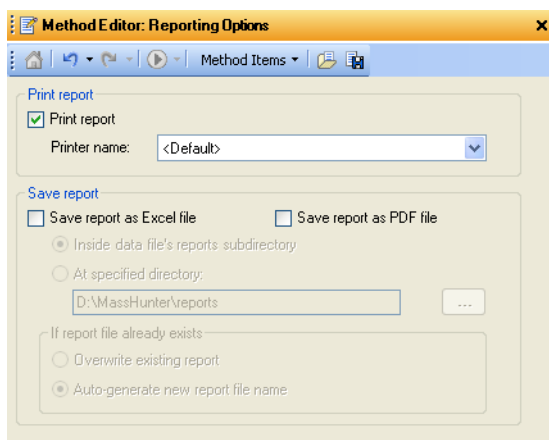 Method Editor: Reporting Options
Method Items
Print report
Print report
Printer name: <Default>
Save report
Save report as Excel file Save report as PDF file
Inside data file's reports subdirectory
At specified directory:
D:\MassHunter\reports ...
If report file already exists
Overwrite existing report
Auto-generate new report file name